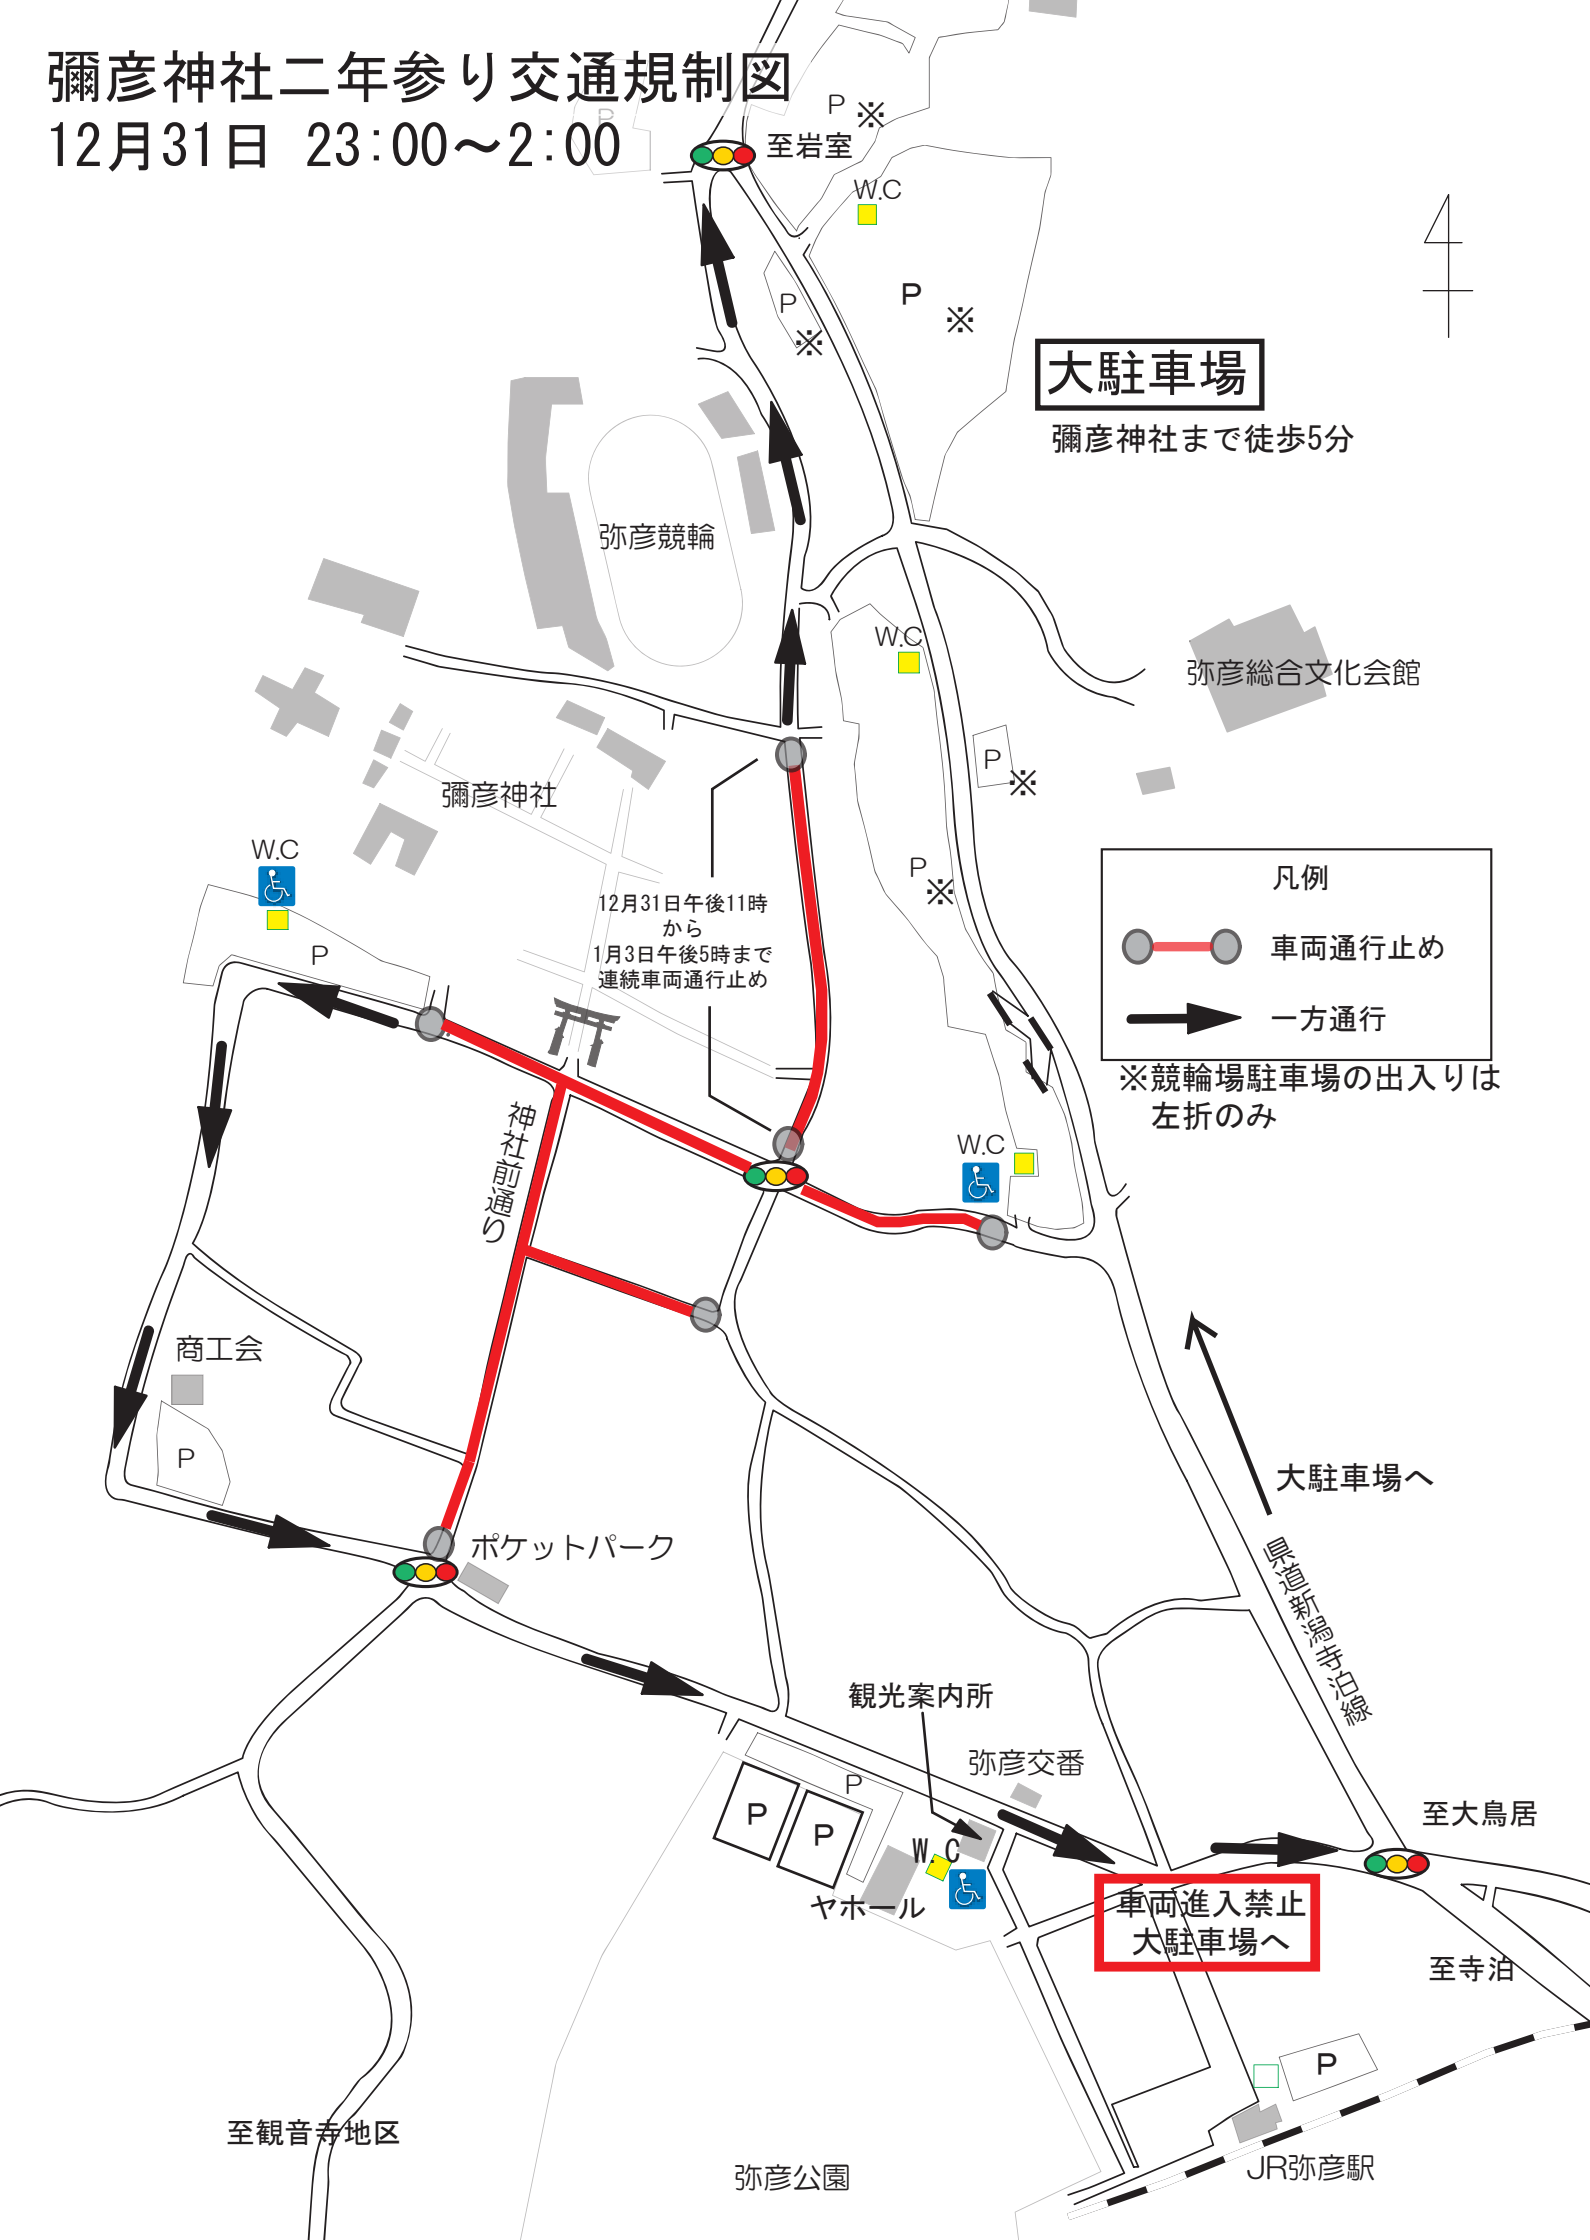 彌彦神社二年参り交通規制図
12月31日 23:00〜2:00
P
P ※
至岩室
W.C
P
※
P
※
大駐車場
彌彦神社まで徒歩5分
弥彦競輪
W.C
弥彦総合文化会館
P
※
彌彦神社
W.C
P
P
※
12月31日午後11時
から
1月3日午後5時まで
連続車両通行止め
凡例
車両通行止め
一方通行
※競輪場駐車場の出入りは
左折のみ
神社前通り
W.C
商工会
P
大駐車場へ
ポケットパーク
県道新潟寺泊線
観光案内所
弥彦交番
P
P
P
W.C
ヤホール
至大鳥居
車両進入禁止
大駐車場へ
至寺泊
P
至観音寺地区
弥彦公園
JR弥彦駅